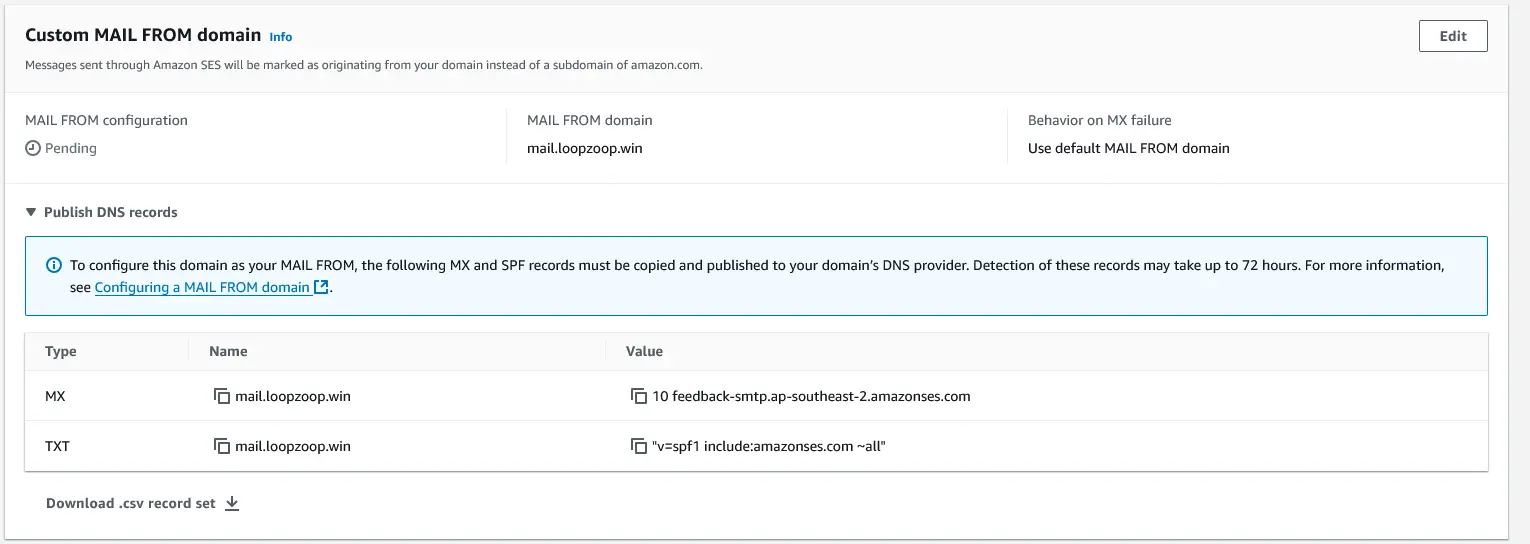 Custom MAIL FROM domain Info
Edit
Messages sent through Amazon SES will be marked as originating from your domain instead of a subdomain of amazon.com.
MAIL FROM configuration
Pending
MAIL FROM domain
mail.loopzoop.win
Behavior on MX failure
Use default MAIL FROM domain
Publish DNS records
To configure this domain as your MAIL FROM, the following MX and SPF records must be copied and published to your domain's DNS provider. Detection of these records may take up to 72 hours. For more information,
see Configuring a MAIL FROM domain.
Type Name Value
MX mail.loopzoop.win 10 feedback-smtp.ap-southeast-2.amazonses.com
TXT mail.loopzoop.win "v=spf1 include:amazonses.com ~all"
Download .csv record set